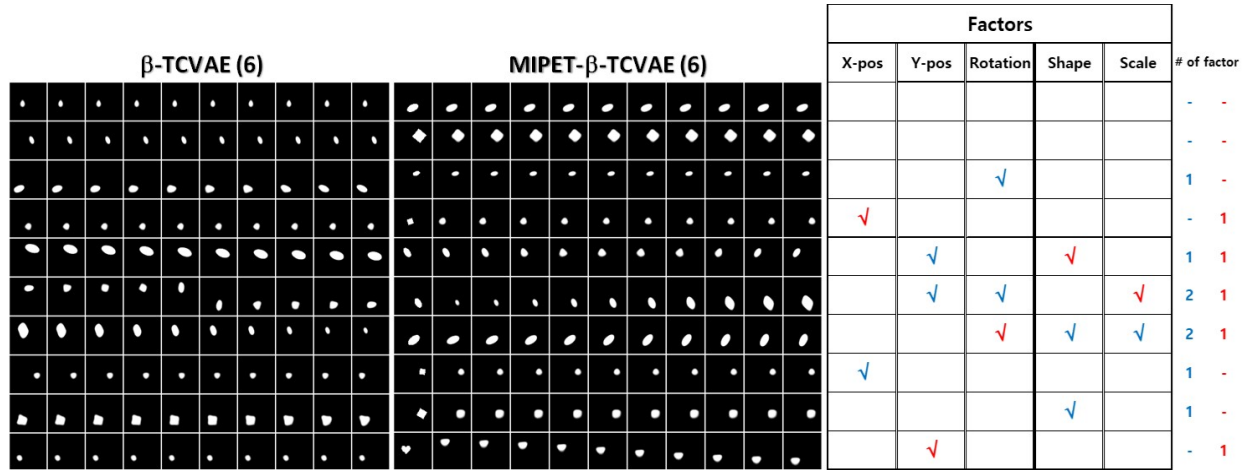 Factors
β-TCVAE (6) MIPET-β-TCVAE (6)
X-pos Y-pos Rotation Shape Scale # of factor
- -
- -
√ 1 -
√ - 1
√ √ 1 1
√ √ √ 2 1
√ √ √ 2 1
√ 1 -
√ 1 -
√ - 1